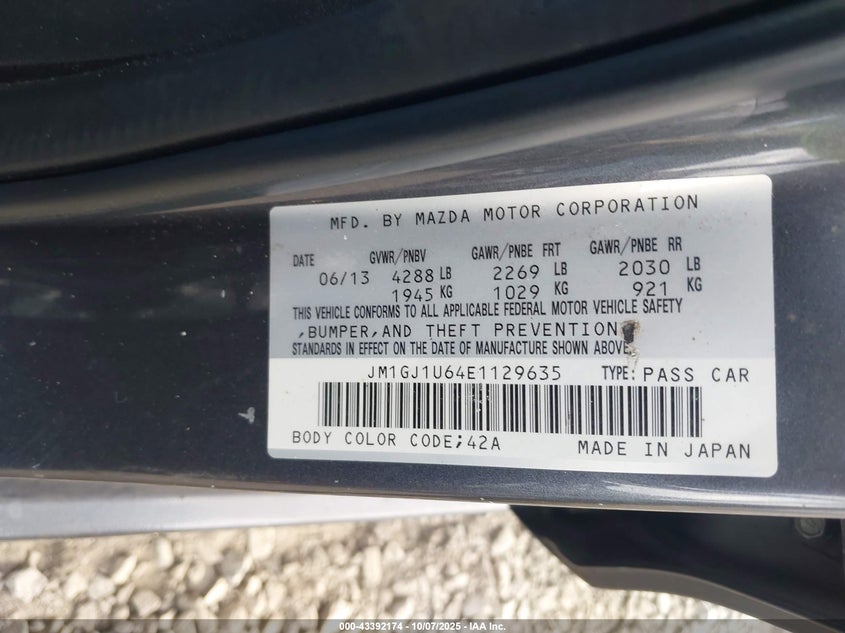 MFD. BY MAZDA MOTOR CORPORATION
DATE GVWR/PNBV GAWR/PNBE FRT GAWR/PNBE RR
06/13 4288 LB 2269 LB 2030 LB
1945 KG 1029 KG 921 KG
THIS VEHICLE CONFORMS TO ALL APPLICABLE FEDERAL MOTOR VEHICLE SAFETY
,BUMPER,AND THEFT PREVENTION
STANDARDS IN EFFECT ON THE DATE OF MANUFACTURE SHOWN ABOVE
JM1GJ1U64E1129635 TYPE: PASS CAR
BODY COLOR CODE;42A MADE IN JAPAN
000-43392174 | 10/07/2025 | IAA Inc.